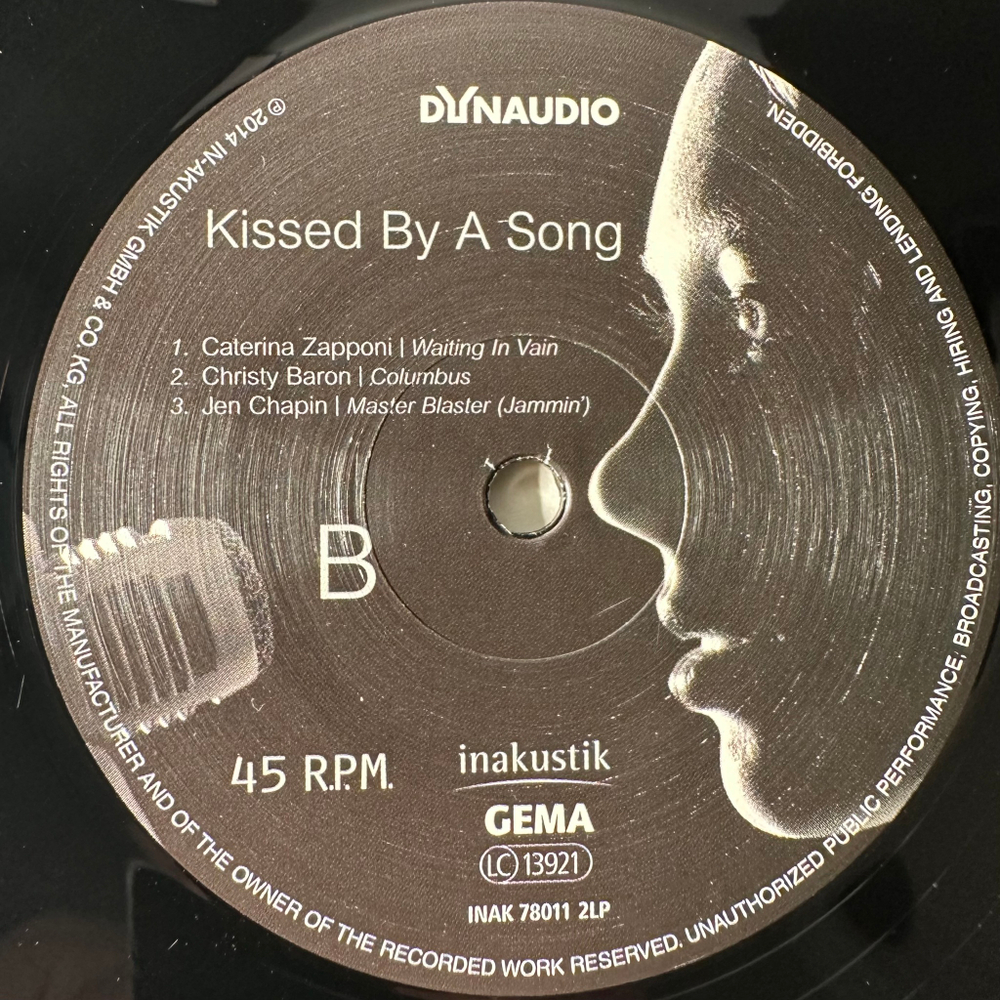 DYNAUDIO
Kissed By A Song
1. Caterina Zapponi | Waiting In Vain
2. Christy Baron | Columbus
3. Jen Chapin | Master Blaster (Jammin')
B
45 R.P.M.
inakustik
GEMA
LC 13921
INAK 78011 2LP
℗ 2014 IN-AKUSTIK GMBH & CO. KG, ALL RIGHTS OF THE MANUFACTURER AND OF THE OWNER OF THE RECORDED WORK RESERVED. UNAUTHORIZED PUBLIC PERFORMANCE; BROADCASTING, COPYING, HIRING AND LENDING FORBIDDEN.